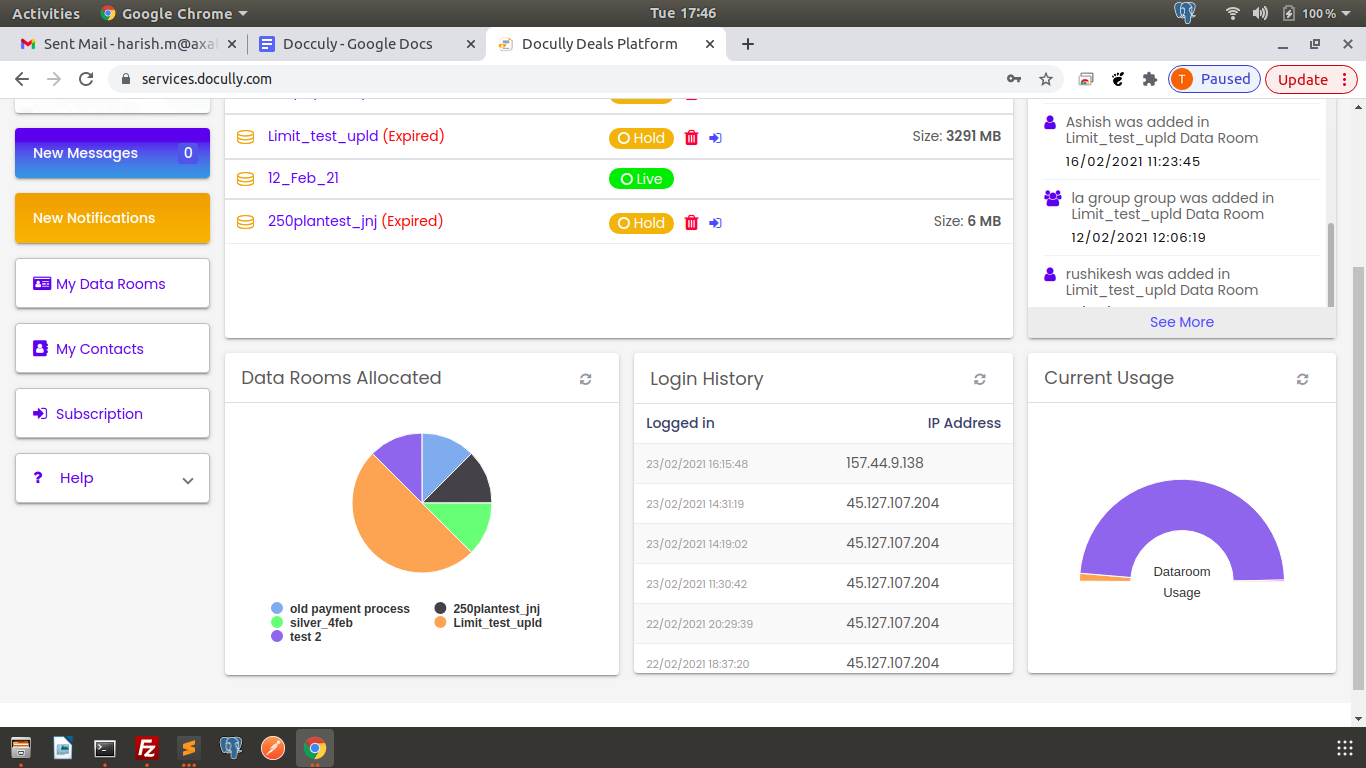 Activities
Google Chrome
Tue 17:46
100 %
Sent Mail - harish.m@axa
Docculy - Google Docs
Docully Deals Platform
services.docully.com
T
Paused
Update
New Messages
0
New Notifications
My Data Rooms
My Contacts
Subscription
? Help
Limit_test_upld (Expired)
Hold
Size: 3291 MB
12_Feb_21
Live
250plantest_jnj (Expired)
Hold
Size: 6 MB
Ashish was added in
Limit_test_upld Data Room
16/02/2021 11:23:45
la group group was added in
Limit_test_upld Data Room
12/02/2021 12:06:19
rushikesh was added in
Limit_test_upld Data Room
See More
Data Rooms Allocated
old payment process
250plantest_jnj
silver_4feb
Limit_test_upld
test 2
Login History
Logged in
IP Address
23/02/2021 16:15:48
157.44.9.138
23/02/2021 14:31:19
45.127.107.204
23/02/2021 14:19:02
45.127.107.204
23/02/2021 11:30:42
45.127.107.204
22/02/2021 20:29:39
45.127.107.204
22/02/2021 18:37:20
45.127.107.204
Current Usage
Dataroom
Usage